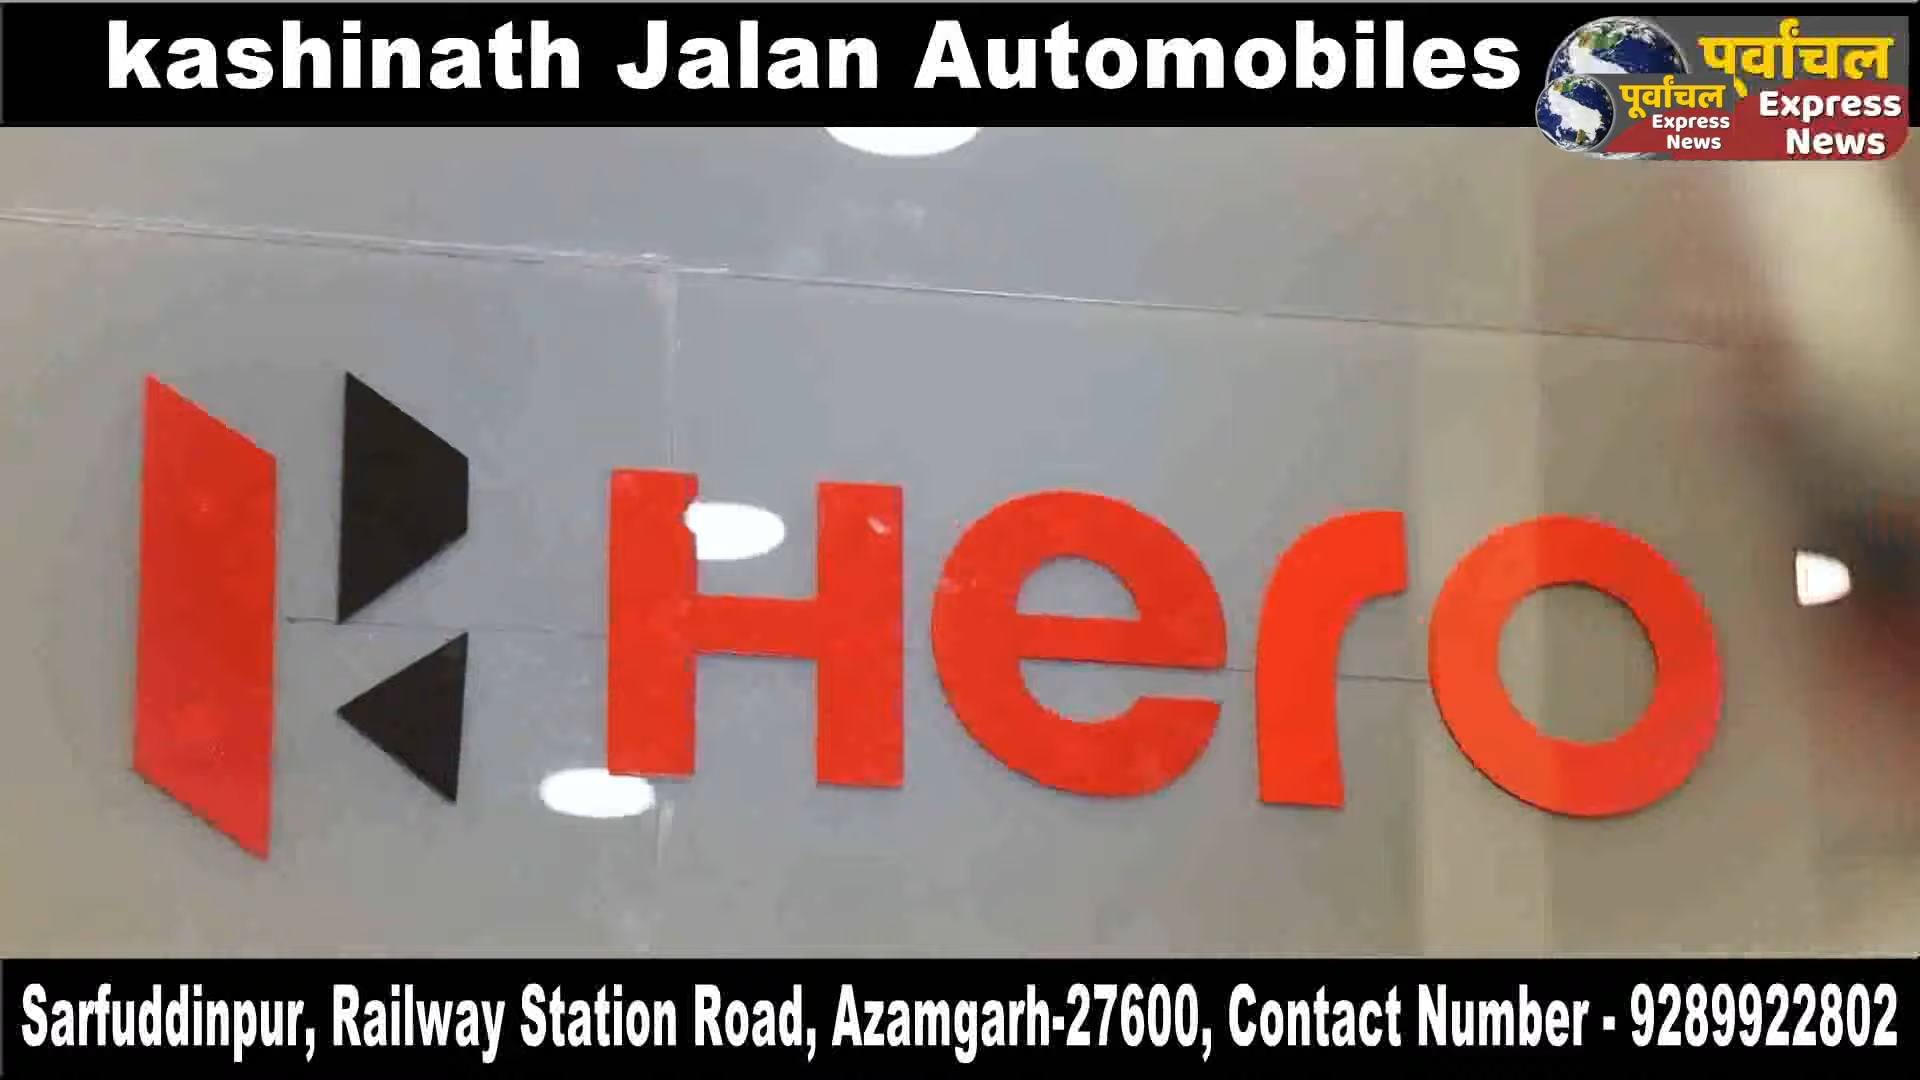 kashinath Jalan Automobiles
पूर्वांचल
Express
News
पूर्वांचल
Express
News
Hero
Sarfuddinpur, Railway Station Road, Azamgarh-27600, Contact Number - 9289922802